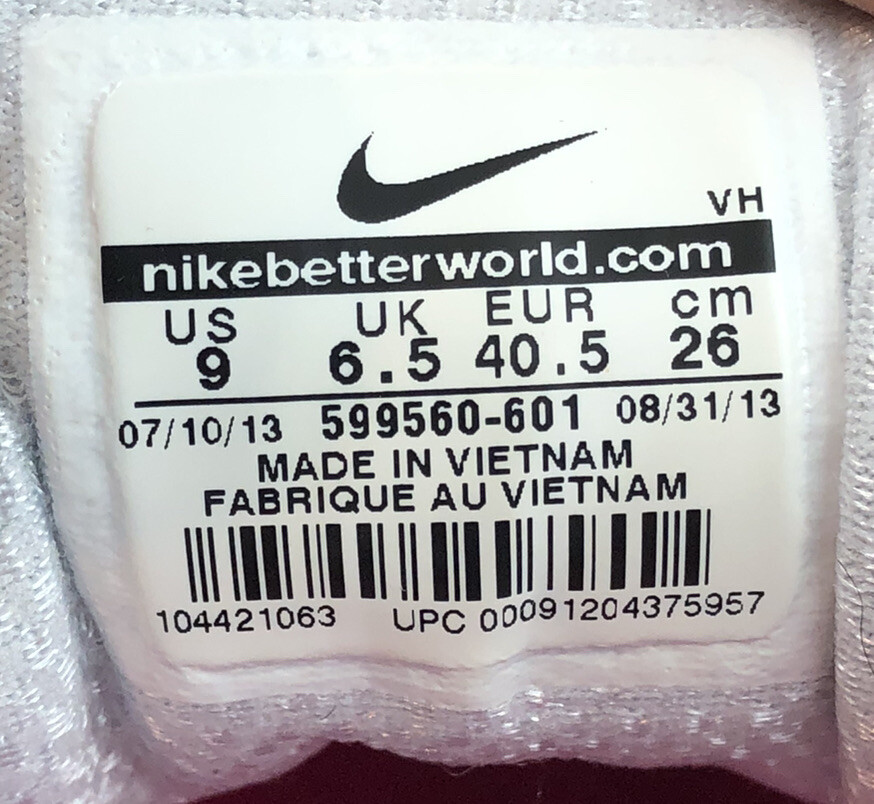 VH
nikebetterworld.com
US UK EUR cm
9 6.5 40.5 26
07/10/13 599560-601 08/31/13
MADE IN VIETNAM
FABRIQUE AU VIETNAM
104421063 UPC 00091204375957